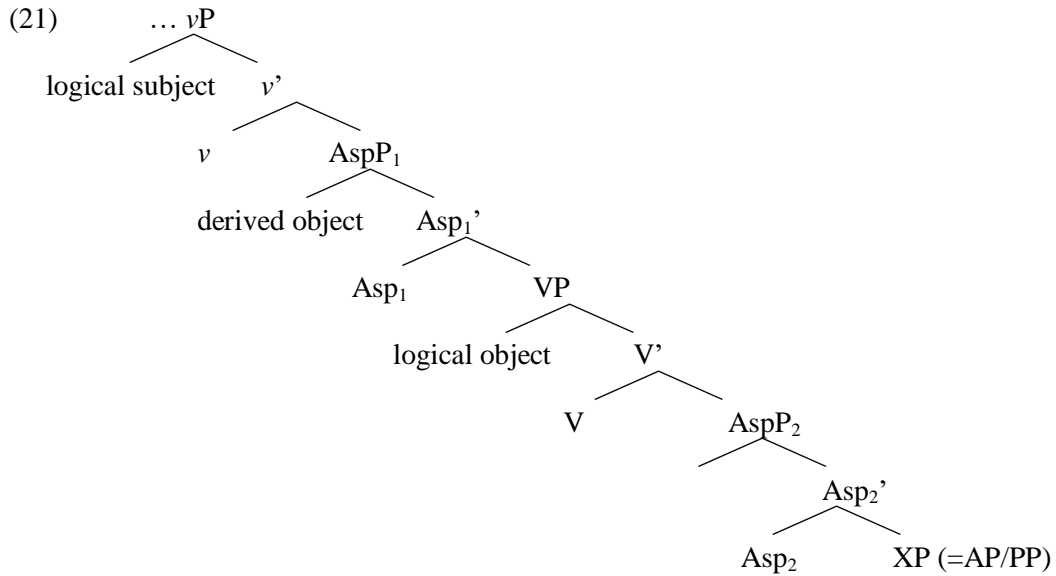 (21) … vP
logical subject v’
v AspP₁
derived object Asp₁’
Asp₁ VP
logical object V’
V AspP₂
Asp₂’
Asp₂ XP (=AP/PP)